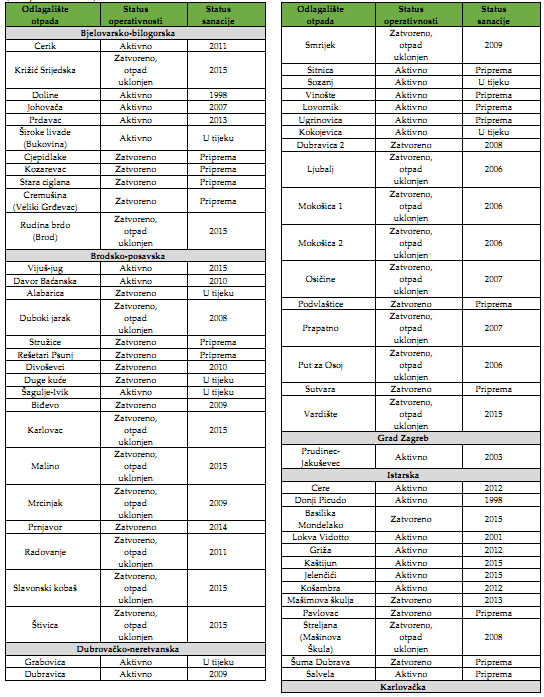 Odlagalište Status Status
otpada operativnosti sanacije
Bjelovarsko-bilogorska
Cerik Aktivno 2011
Križić Srijedska Zatvoreno, otpad uklonjen 2015
Doline Aktivno 1998
Johovača Aktivno 2007
Prdavac Aktivno 2013
Široke livade (Bukovina) Aktivno U tijeku
Cjepidlake Zatvoreno Priprema
Kozarevac Zatvoreno Priprema
Stara ciglana Zatvoreno Priprema
Čremušina (Veliki Grđevac) Zatvoreno Priprema
Rudina brdo (Brod) Zatvoreno, otpad uklonjen 2015
Brodsko-posavska
Vijuš-jug Aktivno 2015
Davor Baćanska Aktivno 2010
Alabarica Zatvoreno U tijeku
Duboki jarak Zatvoreno, otpad uklonjen 2008
Stružice Zatvoreno Priprema
Rešetari Psunj Zatvoreno Priprema
Divoševci Zatvoreno 2010
Duge kuće Zatvoreno U tijeku
Šagulje-Ivik Aktivno U tijeku
Biđevo Zatvoreno 2009
Karlovac Zatvoreno, otpad uklonjen 2015
Malino Zatvoreno, otpad uklonjen 2015
Mrcinjak Zatvoreno, otpad uklonjen 2009
Prnjavor Zatvoreno 2014
Radovanje Zatvoreno, otpad uklonjen 2011
Slavonski kobaš Zatvoreno, otpad uklonjen 2015
Štivica Zatvoreno, otpad uklonjen 2015
Dubrovačko-neretvanska
Grabovica Aktivno U tijeku
Dubravica Aktivno 2009
Odlagalište Status Status
otpada operativnosti sanacije
Smrijek Zatvoreno, otpad uklonjen 2009
Sitnica Aktivno Priprema
Sozanj Aktivno U tijeku
Vinošte Aktivno Priprema
Lovornik Aktivno Priprema
Ugrinovica Aktivno Priprema
Kokojevica Aktivno U tijeku
Dubravica 2 Zatvoreno 2008
Ljubalj Zatvoreno, otpad uklonjen 2006
Mokošica 1 Zatvoreno, otpad uklonjen 2006
Mokošica 2 Zatvoreno, otpad uklonjen 2006
Osičine Zatvoreno, otpad uklonjen 2007
Podvlaštice Zatvoreno Priprema
Prapatno Zatvoreno, otpad uklonjen 2007
Put za Osoj Zatvoreno, otpad uklonjen 2006
Sutvara Zatvoreno Priprema
Vardište Zatvoreno, otpad uklonjen 2015
Grad Zagreb
Prudinec-Jakuševec Aktivno 2003
Istarska
Cere Aktivno 2012
Donji Picudo Aktivno 1998
Basilika Mondelako Zatvoreno 2015
Lokva Vidotto Aktivno 2001
Griža Aktivno 2012
Kaštijun Aktivno 2015
Jelenčići Aktivno 2015
Košambra Aktivno 2012
Mašimova škulja Zatvoreno 2013
Pavlovac Zatvoreno Priprema
Streljana (Mašinova Škula) Zatvoreno, otpad uklonjen 2008
Šuma Dubrava Zatvoreno Priprema
Salvela Aktivno Priprema
Karlovačka